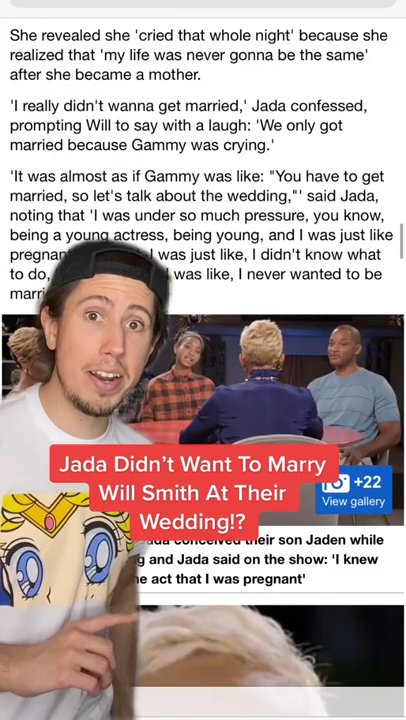 She revealed she 'cried that whole night' because she
realized that 'my life was never gonna be the same'
after she became a mother.
'I really didn't wanna get married,' Jada confessed,
prompting Will to say with a laugh: 'We only got
married because Gammy was crying.'
'It was almost as if Gammy was like: "You have to get
married, so let's talk about the wedding,"' said Jada,
noting that 'I was under so much pressure, you know,
being a young actress, being young, and I was just like
pregnan I was just like, I didn't know what
to do, was like, I never wanted to be
marri
+22
View gallery
Jada Didn't Want To Marry
Will Smith At Their
Wedding!?
conceived their son Jaden while
g and Jada said on the show: 'I knew
act that I was pregnant'